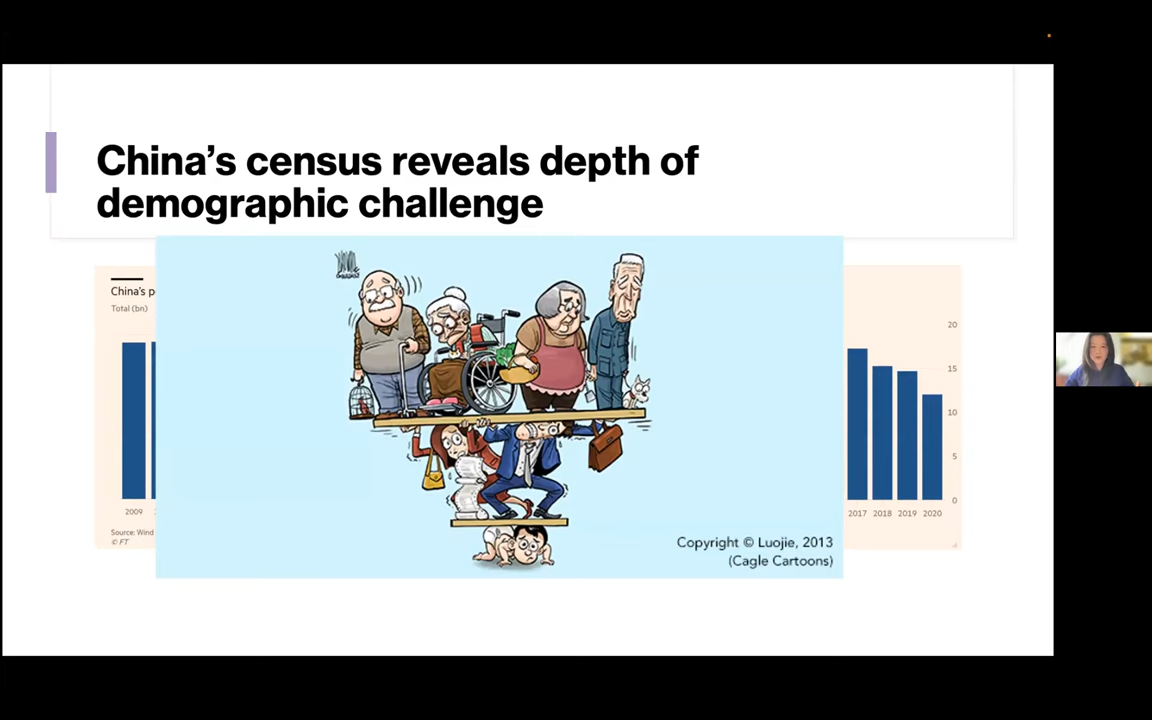 China’s census reveals depth of
demographic challenge
China's p
Total (bn)
2009
Source: Wind
© FT
20
15
10
5
0
2017 2018 2019 2020
Copyright © Luojie, 2013
(Cagle Cartoons)